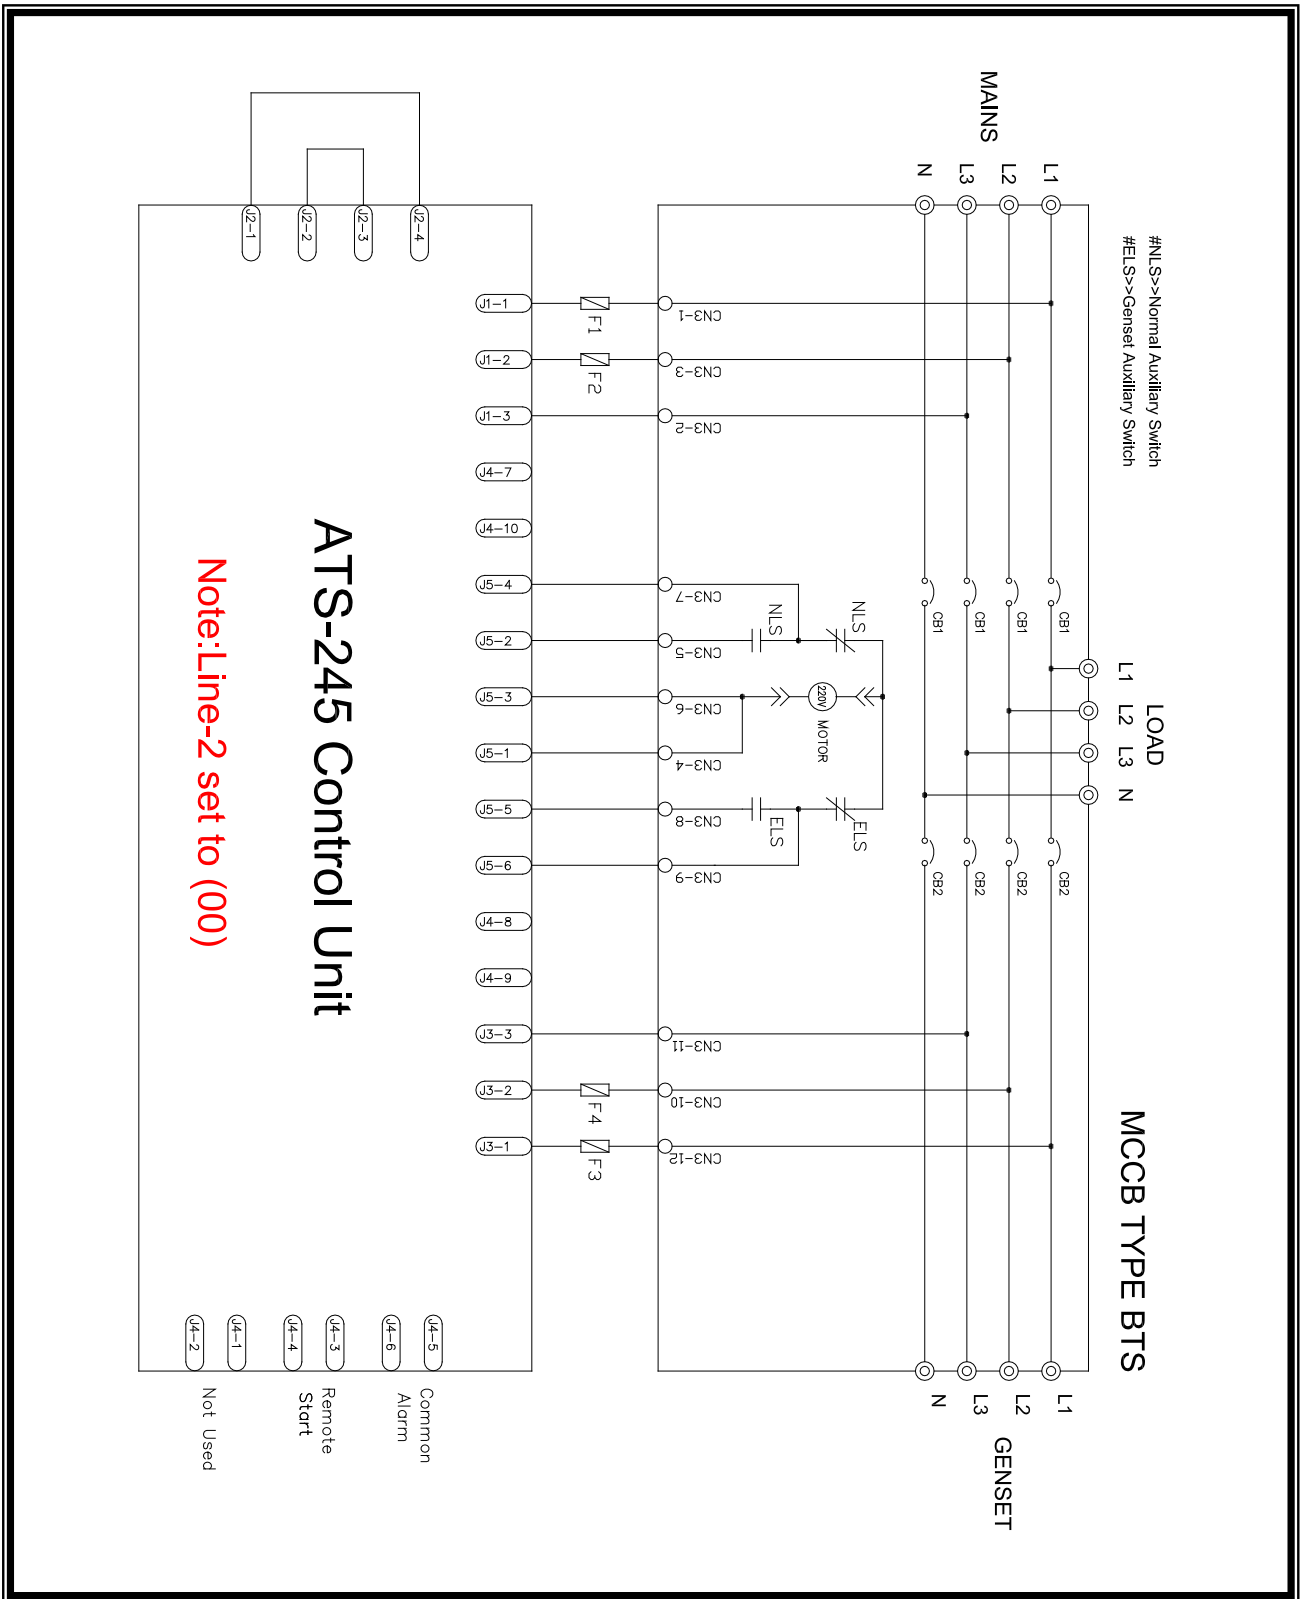 MCCB TYPE BTS
#NLS>>Normal Auxiliary Switch
#ELS>>Genset Auxiliary Switch
LOAD
L1
L2
L3
N
MAINS
L1
L2
L3
N
CB1
CB1
CB1
CB1
CB2
CB2
CB2
CB2
L1
L2
L3
N
GENSET
NLS
NLS
220V
MOTOR
ELS
ELS
CN3-1
CN3-3
CN3-2
CN3-7
CN3-5
CN3-6
CN3-4
CN3-8
CN3-9
CN3-11
CN3-10
CN3-12
F1
F2
F4
F3
J1-1
J1-2
J1-3
J4-7
J4-10
J5-4
J5-2
J5-3
J5-1
J5-5
J5-6
J4-8
J4-9
J3-3
J3-2
J3-1
J2-4
J2-3
J2-2
J2-1
ATS-245 Control Unit
Note:Line-2 set to (00)
J4-5
J4-6
Common
Alarm
J4-3
J4-4
Remote
Start
J4-1
J4-2
Not Used